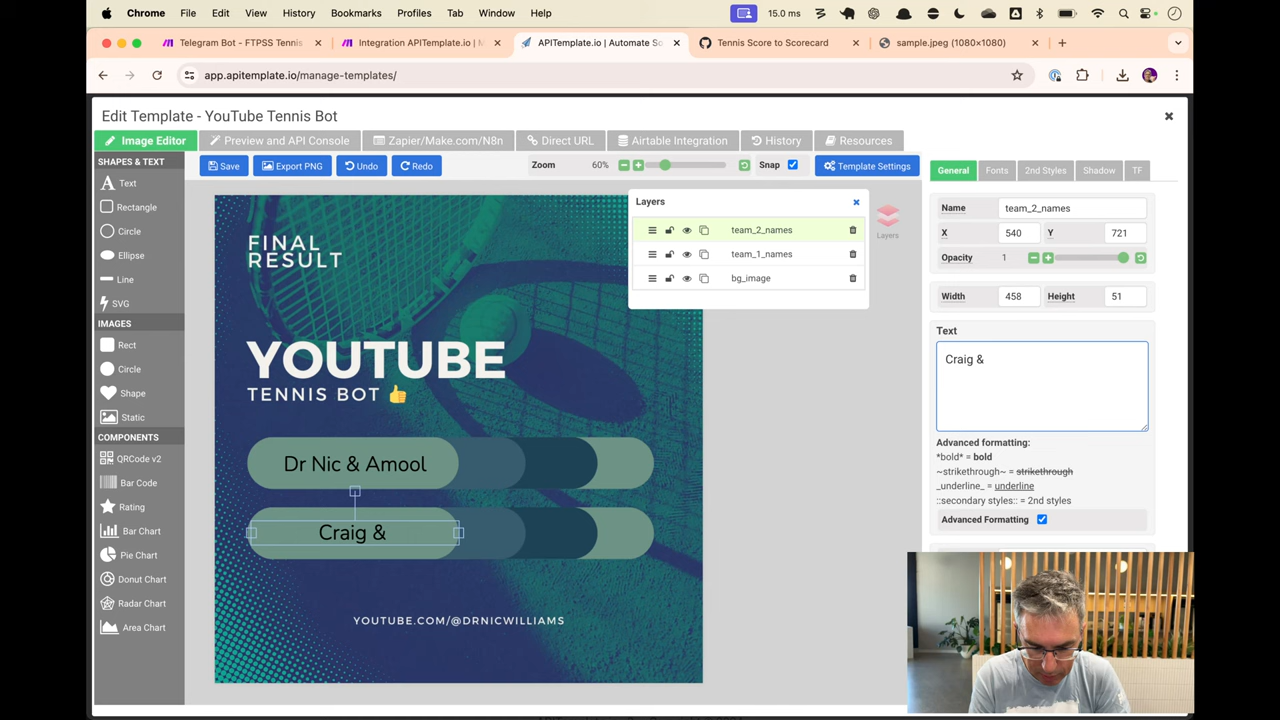 Chrome File Edit View History Bookmarks Profiles Tab Window Help 15.0 ms
Telegram Bot - FTPSS Tennis
Integration APITemplate.io | M
APITemplate.io | Automate So
Tennis Score to Scorecard
sample.jpeg (1080×1080)
app.apitemplate.io/manage-templates/
Edit Template - YouTube Tennis Bot
Image Editor Preview and API Console Zapier/Make.com/N8n Direct URL Airtable Integration History Resources
SHAPES & TEXT
Text
Rectangle
Circle
Ellipse
Line
SVG
IMAGES
Rect
Circle
Shape
Static
COMPONENTS
QRCode v2
Bar Code
Rating
Bar Chart
Pie Chart
Donut Chart
Radar Chart
Area Chart
Save Export PNG Undo Redo Zoom 60% Snap Template Settings
FINAL
RESULT
YOUTUBE
TENNIS BOT 👍
Dr Nic & Amool
Craig &
YOUTUBE.COM/@DRNICWILLIAMS
Layers
team_2_names
team_1_names
bg_image
Layers
General Fonts 2nd Styles Shadow TF
Name team_2_names
X 540 Y 721
Opacity 1
Width 458 Height 51
Text
Craig &
Advanced formatting:
*bold* = bold
~strikethrough~ = strikethrough
_underline_ = underline
::secondary styles:: = 2nd styles
Advanced Formatting